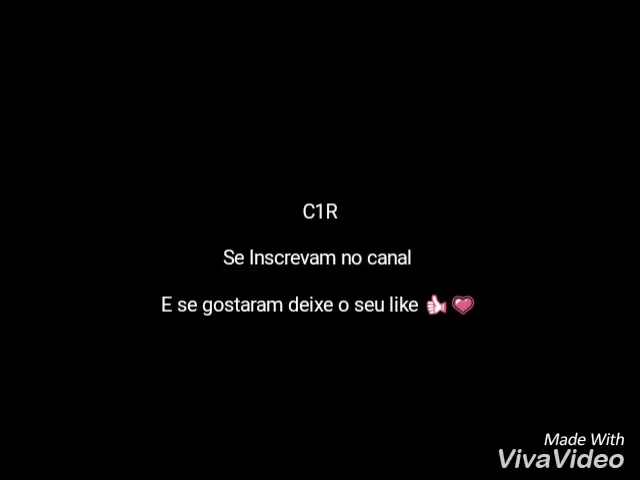 C1R
Se Inscrevam no canal
E se gostaram deixe o seu like 👍💗
Made With
VivaVideo